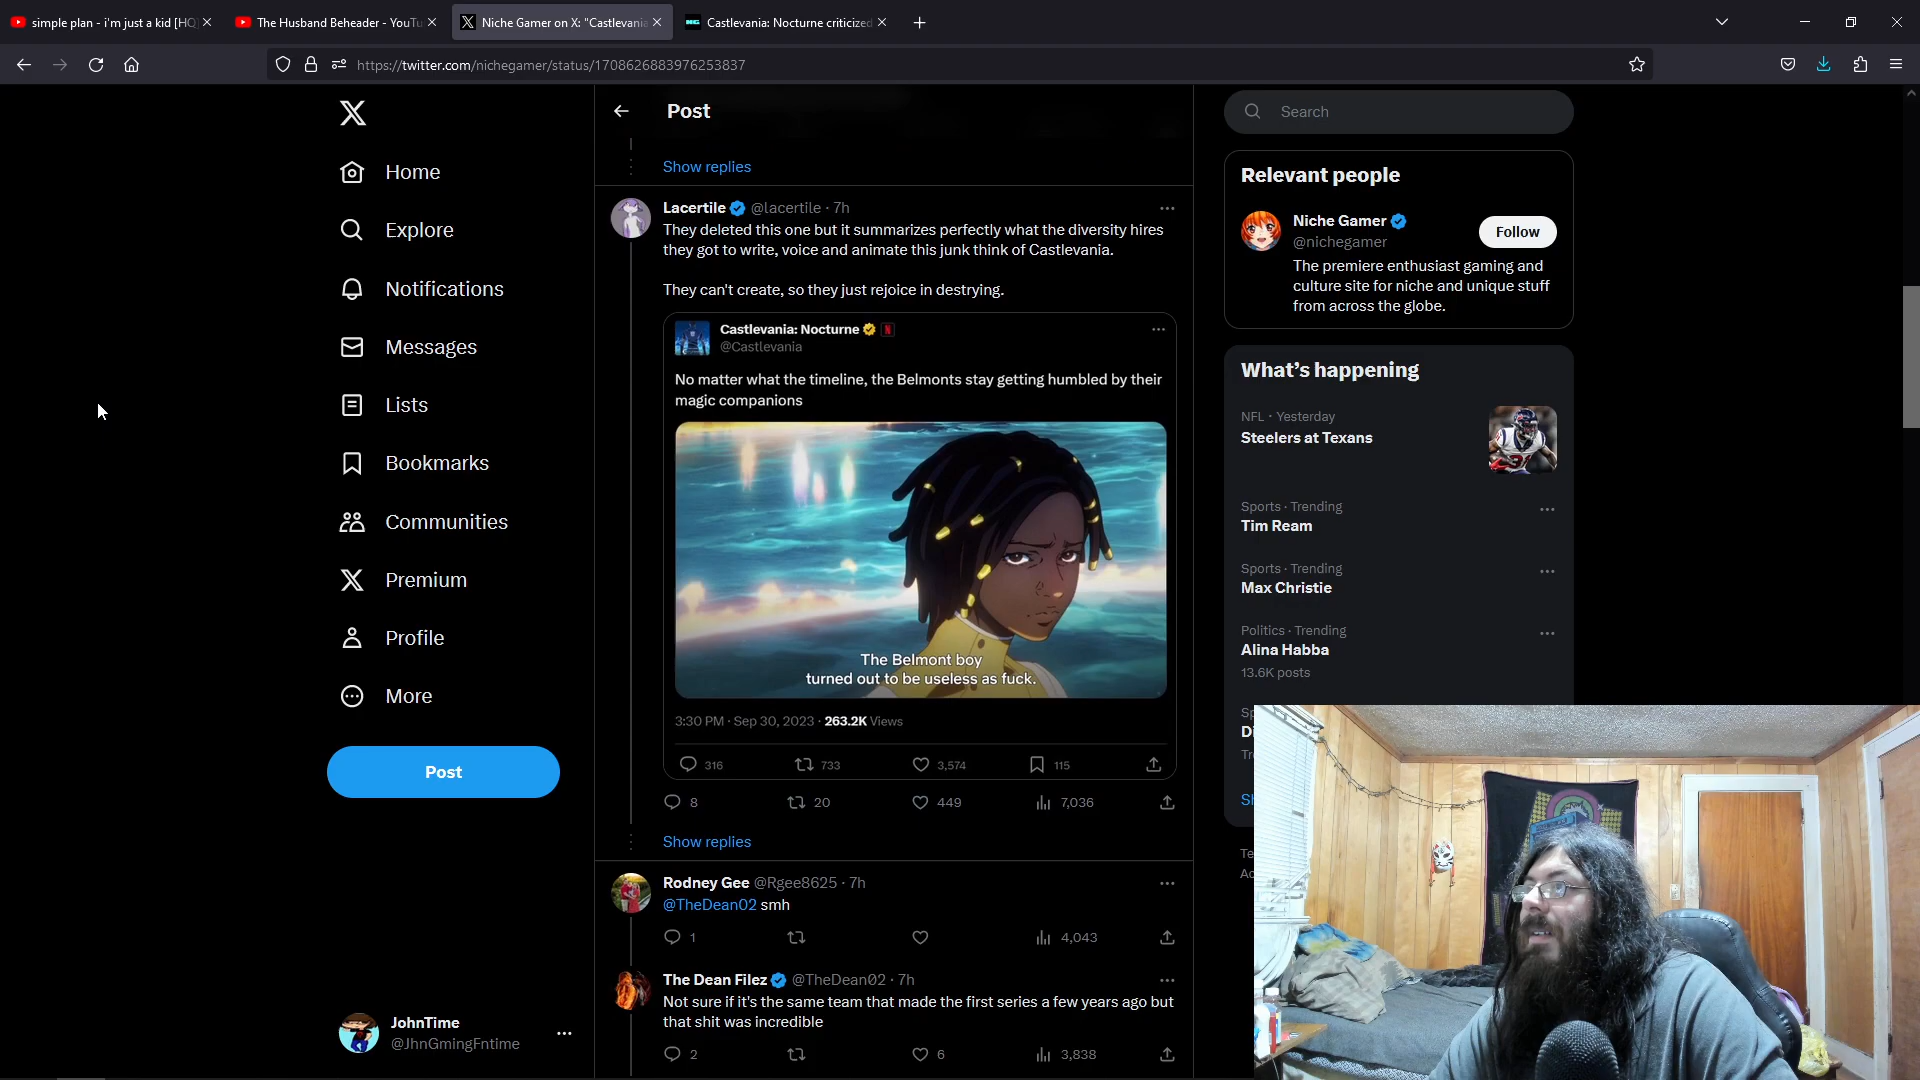 simple plan - i'm just a kid [HQ]
The Husband Beheader - YouTu
Niche Gamer on X: "Castlevania
Castlevania: Nocturne criticized
https://twitter.com/nichegamer/status/1708626883976253837
Home
Explore
Notifications
Messages
Lists
Bookmarks
Communities
Premium
Profile
More
Post
JohnTime
@JhnGmingFntime
Post
Show replies
Lacertile @lacertile · 7h
They deleted this one but it summarizes perfectly what the diversity hires
they got to write, voice and animate this junk think of Castlevania.
They can't create, so they just rejoice in destrying.
Castlevania: Nocturne
@Castlevania
No matter what the timeline, the Belmonts stay getting humbled by their
magic companions
The Belmont boy
turned out to be useless as fuck.
3:30 PM · Sep 30, 2023 · 263.2K Views
316 733 3,574 115
8 20 449 7,036
Show replies
Rodney Gee @Rgee8625 · 7h
@TheDean02 smh
1 4,043
The Dean Filez @TheDean02 · 7h
Not sure if it's the same team that made the first series a few years ago but
that shit was incredible
2 6 3,838
Search
Relevant people
Niche Gamer
@nichegamer
Follow
The premiere enthusiast gaming and
culture site for niche and unique stuff
from across the globe.
What's happening
NFL · Yesterday
Steelers at Texans
Sports · Trending
Tim Ream
Sports · Trending
Max Christie
Politics · Trending
Alina Habba
13.6K posts